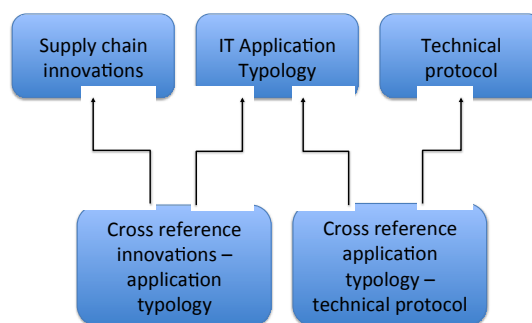 Supply chain
innovations
IT Application
Typology
Technical
protocol
Cross reference
innovations –
application
typology
Cross reference
application
typology –
technical protocol